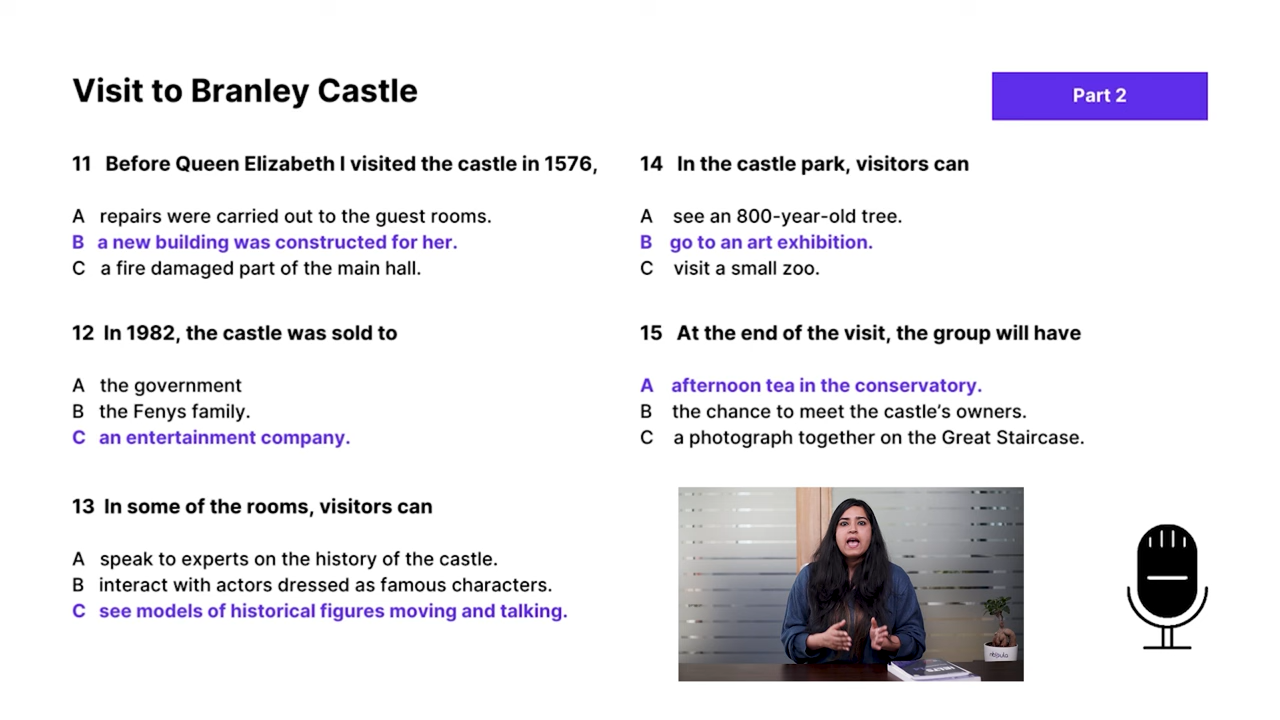 Visit to Branley Castle
Part 2
11 Before Queen Elizabeth I visited the castle in 1576,
A repairs were carried out to the guest rooms.
B a new building was constructed for her.
C a fire damaged part of the main hall.
12 In 1982, the castle was sold to
A the government
B the Fenys family.
C an entertainment company.
13 In some of the rooms, visitors can
A speak to experts on the history of the castle.
B interact with actors dressed as famous characters.
C see models of historical figures moving and talking.
14 In the castle park, visitors can
A see an 800-year-old tree.
B go to an art exhibition.
C visit a small zoo.
15 At the end of the visit, the group will have
A afternoon tea in the conservatory.
B the chance to meet the castle’s owners.
C a photograph together on the Great Staircase.
IELTS